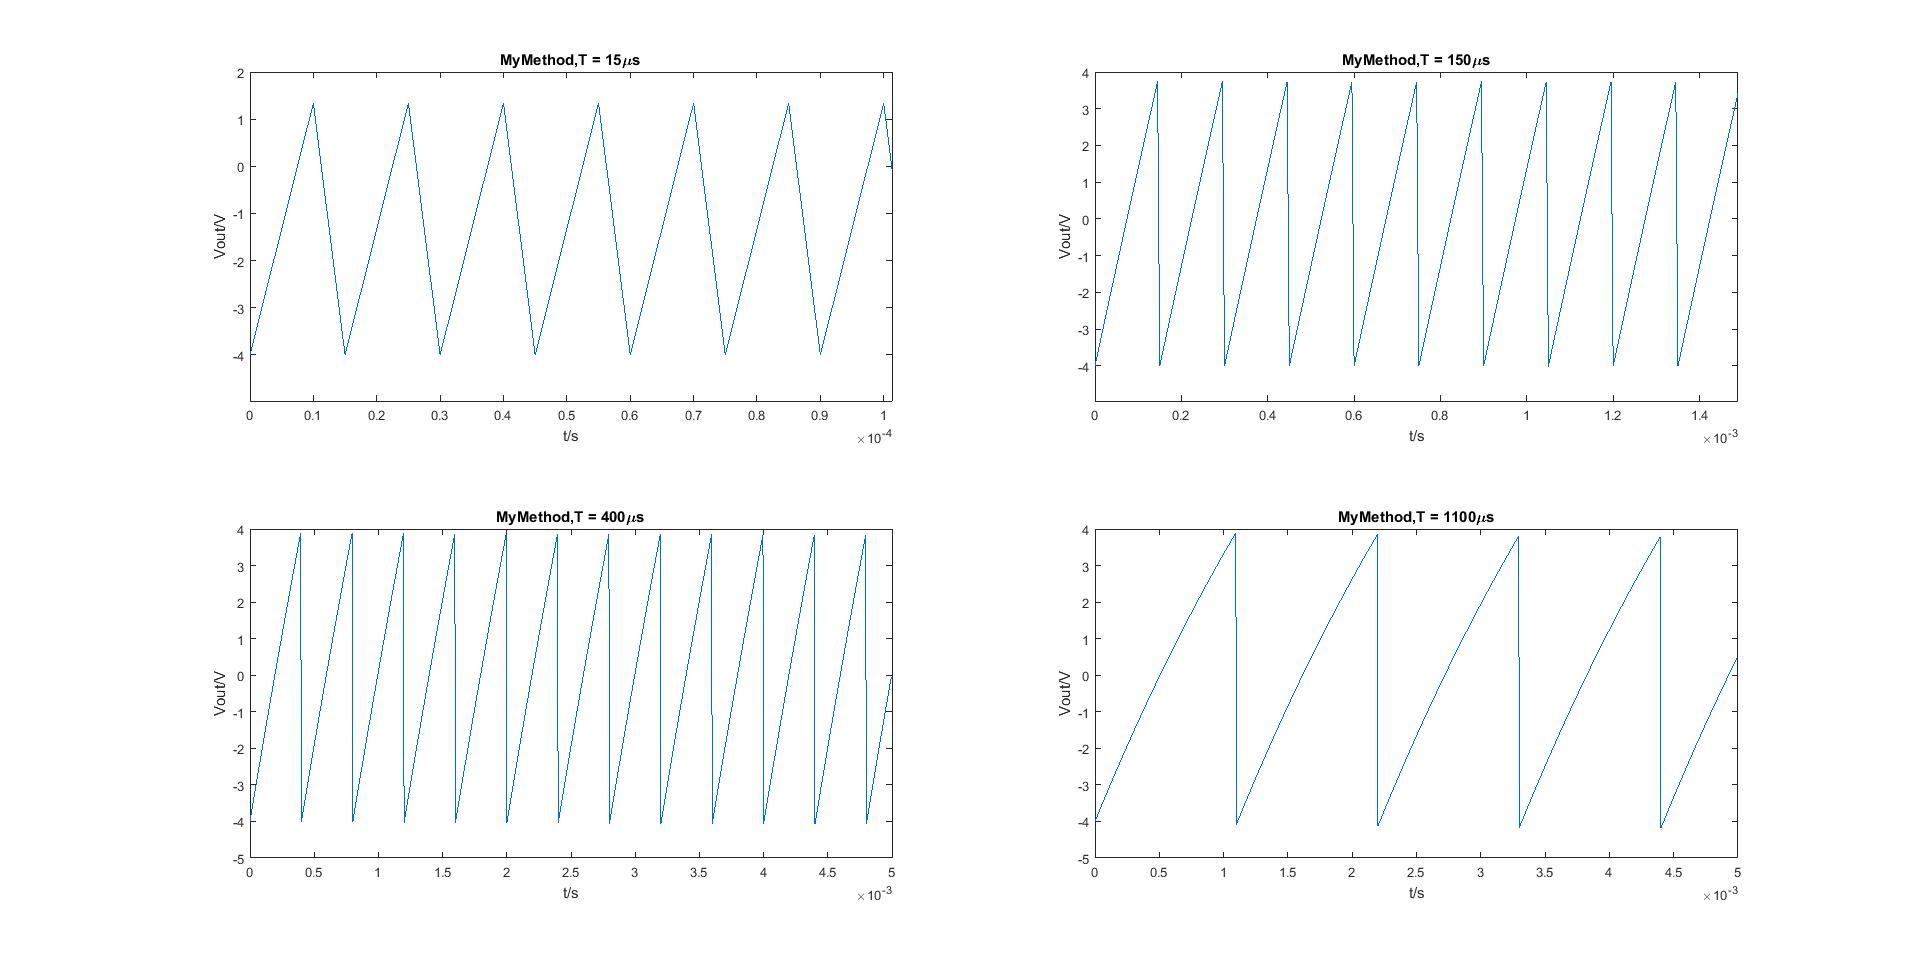 MyMethod,T = 15μs
2
1
0
-1
-2
-3
-4
Vout/V
0 0.1 0.2 0.3 0.4 0.5 0.6 0.7 0.8 0.9 1
t/s
×10-4
MyMethod,T = 150μs
4
3
2
1
0
-1
-2
-3
-4
Vout/V
0 0.2 0.4 0.6 0.8 1 1.2 1.4
t/s
×10-3
MyMethod,T = 400μs
4
3
2
1
0
-1
-2
-3
-4
-5
Vout/V
0 0.5 1 1.5 2 2.5 3 3.5 4 4.5 5
t/s
×10-3
MyMethod,T = 1100μs
4
3
2
1
0
-1
-2
-3
-4
-5
Vout/V
0 0.5 1 1.5 2 2.5 3 3.5 4 4.5 5
t/s
×10-3